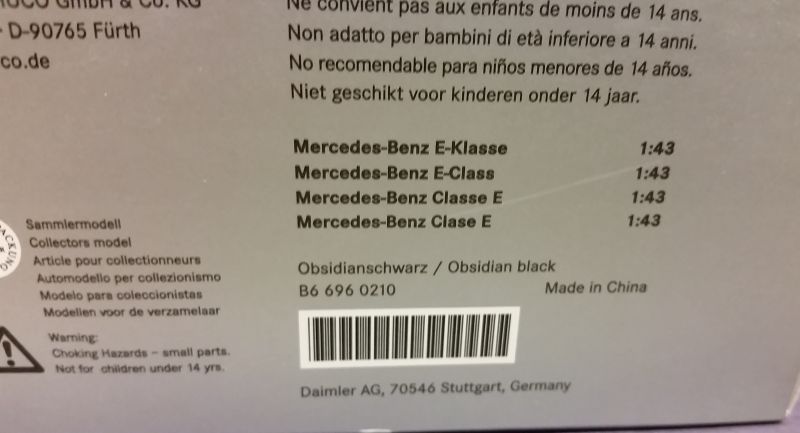 GmbH & Co. KG
D-90765 Fürth
co.de
Ne convient pas aux enfants de moins de 14 ans.
Non adatto per bambini di età inferiore a 14 anni.
No recomendable para niños menores de 14 años.
Niet geschikt voor kinderen onder 14 jaar.
Mercedes-Benz E-Klasse 1:43
Mercedes-Benz E-Class 1:43
Mercedes-Benz Classe E 1:43
Mercedes-Benz Clase E 1:43
Sammlermodell
Collectors model
Article pour collectionneurs
Automodello per collezionismo
Modelo para coleccionistas
Modellen voor de verzamelaar
Warning:
Choking Hazards – small parts.
Not for children under 14 yrs.
Obsidianschwarz / Obsidian black
B6 696 0210 Made in China
Daimler AG, 70546 Stuttgart, Germany